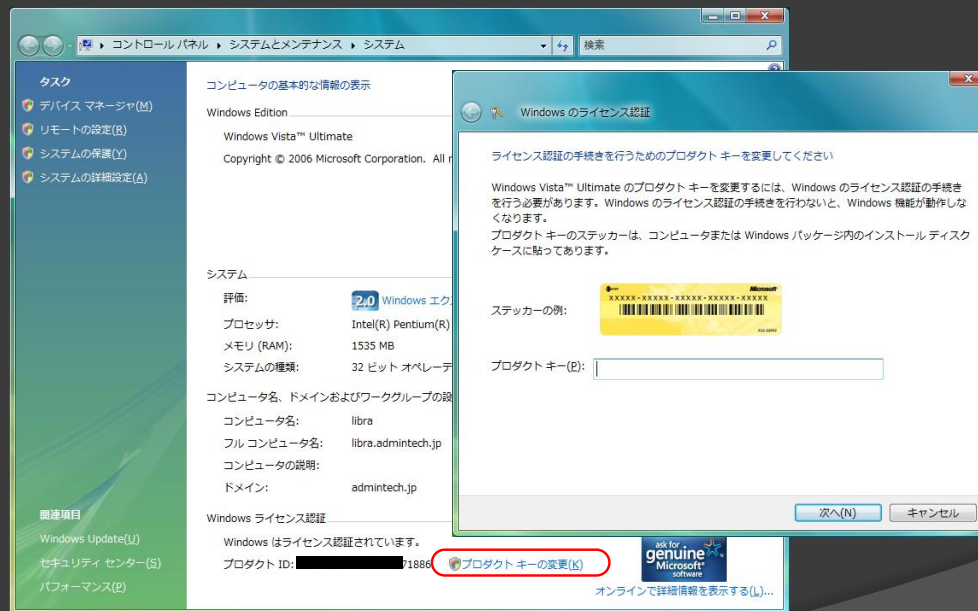 コントロール パネル ▸ システムとメンテナンス ▸ システム
検索
タスク
デバイス マネージャ(M)
リモートの設定(R)
システムの保護(Y)
システムの詳細設定(A)
関連項目
Windows Update(U)
セキュリティ センター(S)
パフォーマンス(P)
コンピュータの基本的な情報の表示
Windows Edition
Windows Vista™ Ultimate
Copyright © 2006 Microsoft Corporation. All r
システム
評価:
2.0 Windows エク
プロセッサ:
Intel(R) Pentium(R)
メモリ (RAM):
1535 MB
システムの種類:
32 ビット オペレーテ
コンピュータ名、ドメインおよびワークグループの設
コンピュータ名:
libra
フル コンピュータ名:
libra.admintech.jp
コンピュータの説明:
ドメイン:
admintech.jp
Windows ライセンス認証
Windows はライセンス認証されています。
プロダクト ID:
71886
プロダクト キーの変更(K)
ask for
genuine
Microsoft
software
オンラインで詳細情報を表示する(L)...
Windows のライセンス認証
ライセンス認証の手続きを行うためのプロダクト キーを変更してください
Windows Vista™ Ultimate のプロダクト キーを変更するには、Windows のライセンス認証の手続き
を行う必要があります。Windows のライセンス認証の手続きを行わないと、Windows 機能が動作しな
くなります。
プロダクト キーのステッカーは、コンピュータまたは Windows パッケージ内のインストール ディスク
ケースに貼ってあります。
ステッカーの例:
Microsoft
XXXXX-XXXXX-XXXXX-XXXXX-XXXXX
プロダクト キー(P):
次へ(N)
キャンセル